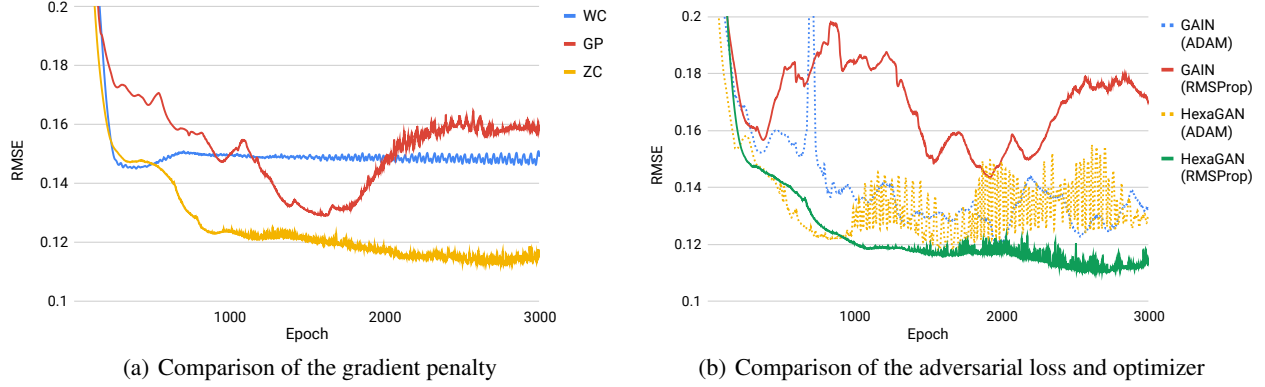 0.2
0.18
0.16
0.14
0.12
0.1
RMSE
1000
2000
3000
Epoch
WC
GP
ZC
(a) Comparison of the gradient penalty
0.2
0.18
0.16
0.14
0.12
0.1
RMSE
1000
2000
3000
Epoch
GAIN
(ADAM)
GAIN
(RMSProp)
HexaGAN
(ADAM)
HexaGAN
(RMSProp)
(b) Comparison of the adversarial loss and optimizer